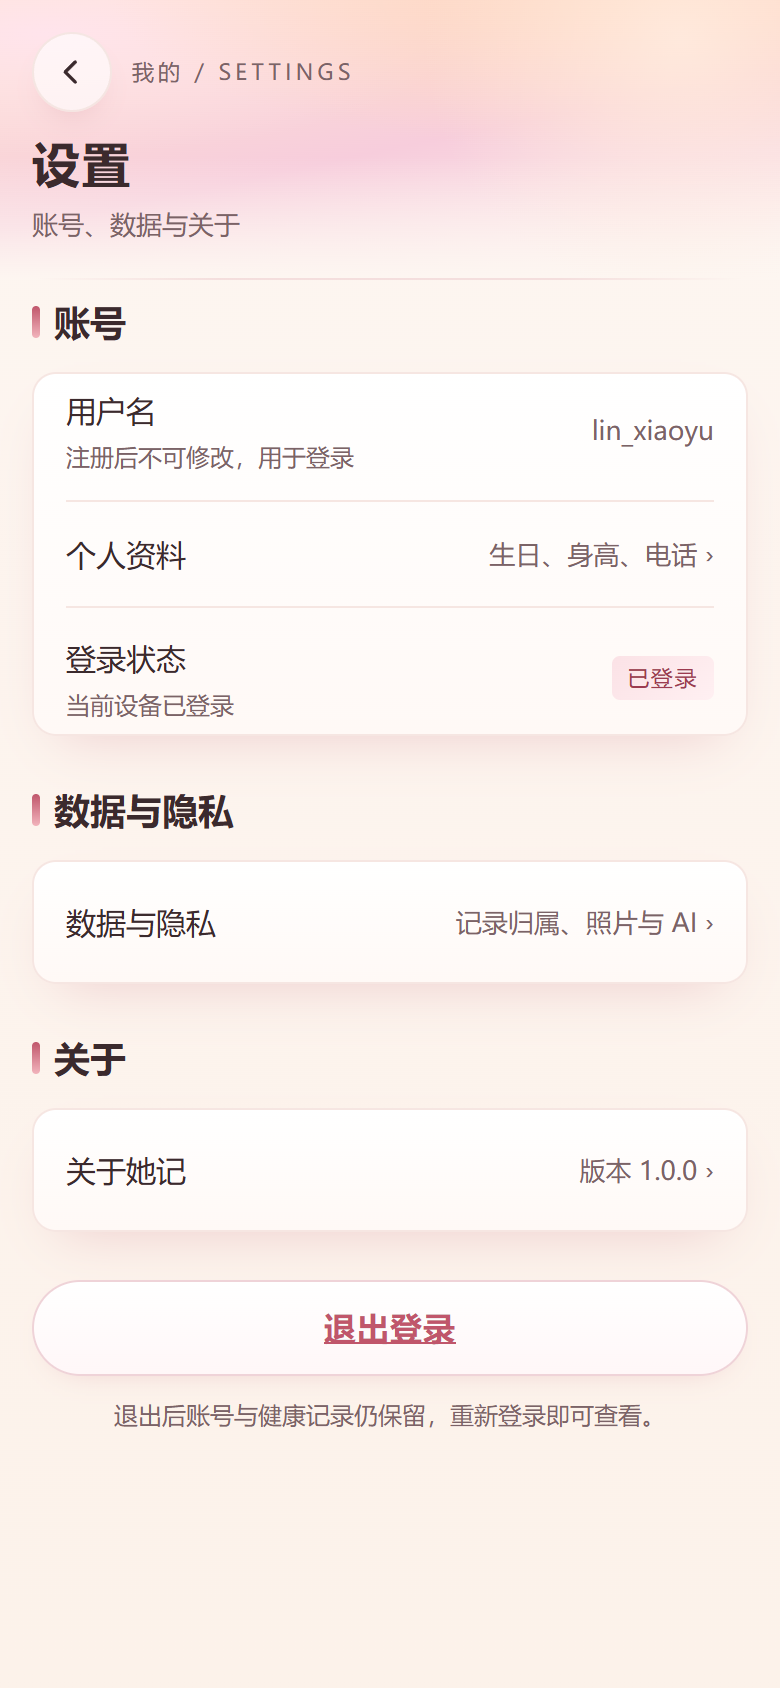 我的 / SETTINGS
设置
账号、数据与关于
账号
用户名
注册后不可修改，用于登录
lin_xiaoyu
个人资料
生日、身高、电话 ›
登录状态
当前设备已登录
已登录
数据与隐私
数据与隐私
记录归属、照片与 AI ›
关于
关于她记
版本 1.0.0 ›
退出登录
退出后账号与健康记录仍保留，重新登录即可查看。